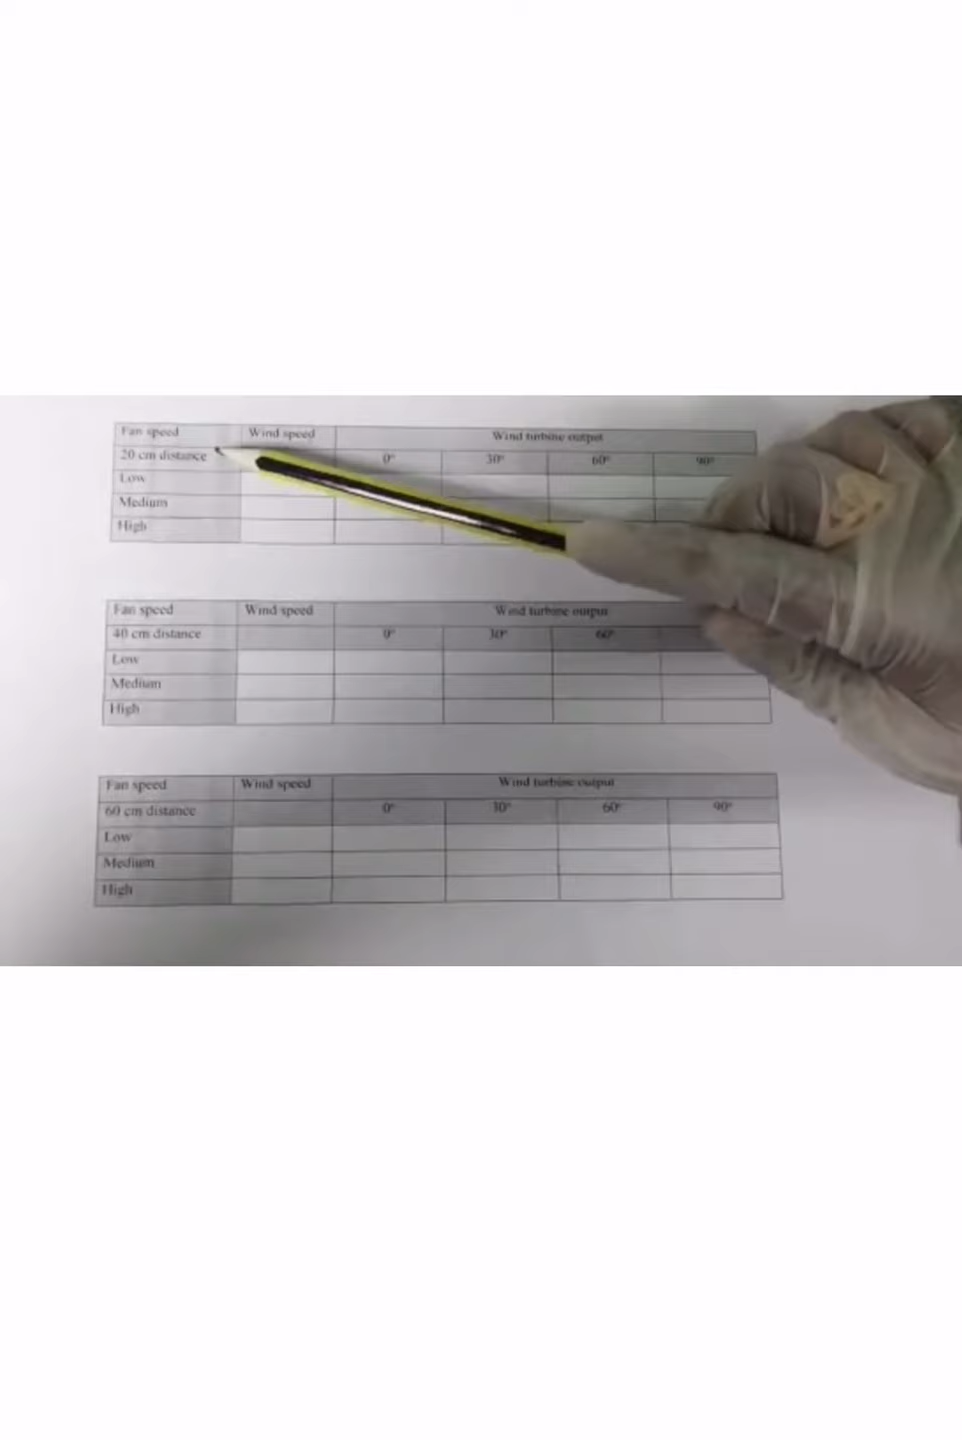 Fan speed Wind speed Wind turbine output
20 cm distance 0° 30° 60° 90°
Low
Medium
High
Fan speed Wind speed Wind turbine output
40 cm distance 0° 30° 60°
Low
Medium
High
Fan speed Wind speed Wind turbine output
60 cm distance 0° 30° 60° 90°
Low
Medium
High